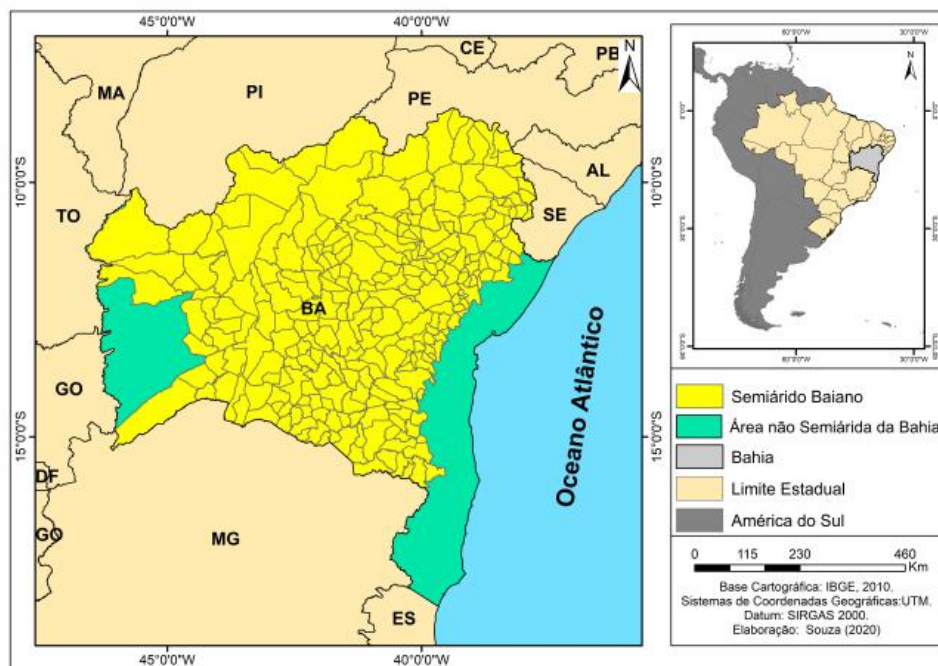 45°0'0"W
40°0'0"W
N
MA
PI
CE
PB
PE
AL
SE
TO
BA
GO
DF
GO
MG
ES
10°0'0"S
15°0'0"S
10°0'0"S
15°0'0"S
Oceano Atlântico
45°0'0"W
40°0'0"W
N
Semiárido Baiano
Área não Semiárida da Bahia
Bahia
Limite Estadual
América do Sul
0 115 230 460
Km
Base Cartográfica: IBGE, 2010.
Sistemas de Coordenadas Geográficas:UTM.
Datum: SIRGAS 2000.
Elaboração: Souza (2020)